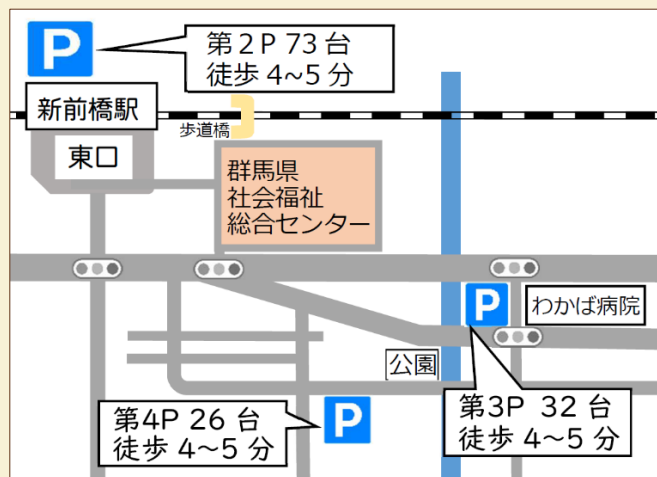 P
第2P 73台
徒歩 4~5 分
新前橋駅
歩道橋
東口
群馬県
社会福祉
総合センター
P
わかば病院
公園
第3P 32 台
徒歩 4~5 分
第4P 26 台
徒歩 4~5 分
P